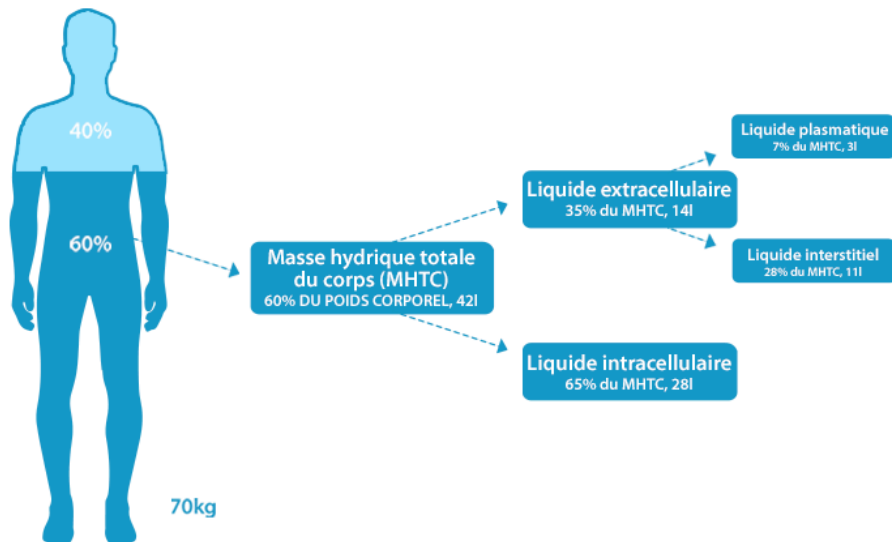 40%
60%
70kg
Masse hydrique totale
du corps (MHTC)
60% DU POIDS CORPOREL, 42l
Liquide extracellulaire
35% du MHTC, 14l
Liquide plasmatique
7% du MHTC, 3l
Liquide interstitiel
28% du MHTC, 11l
Liquide intracellulaire
65% du MHTC, 28l